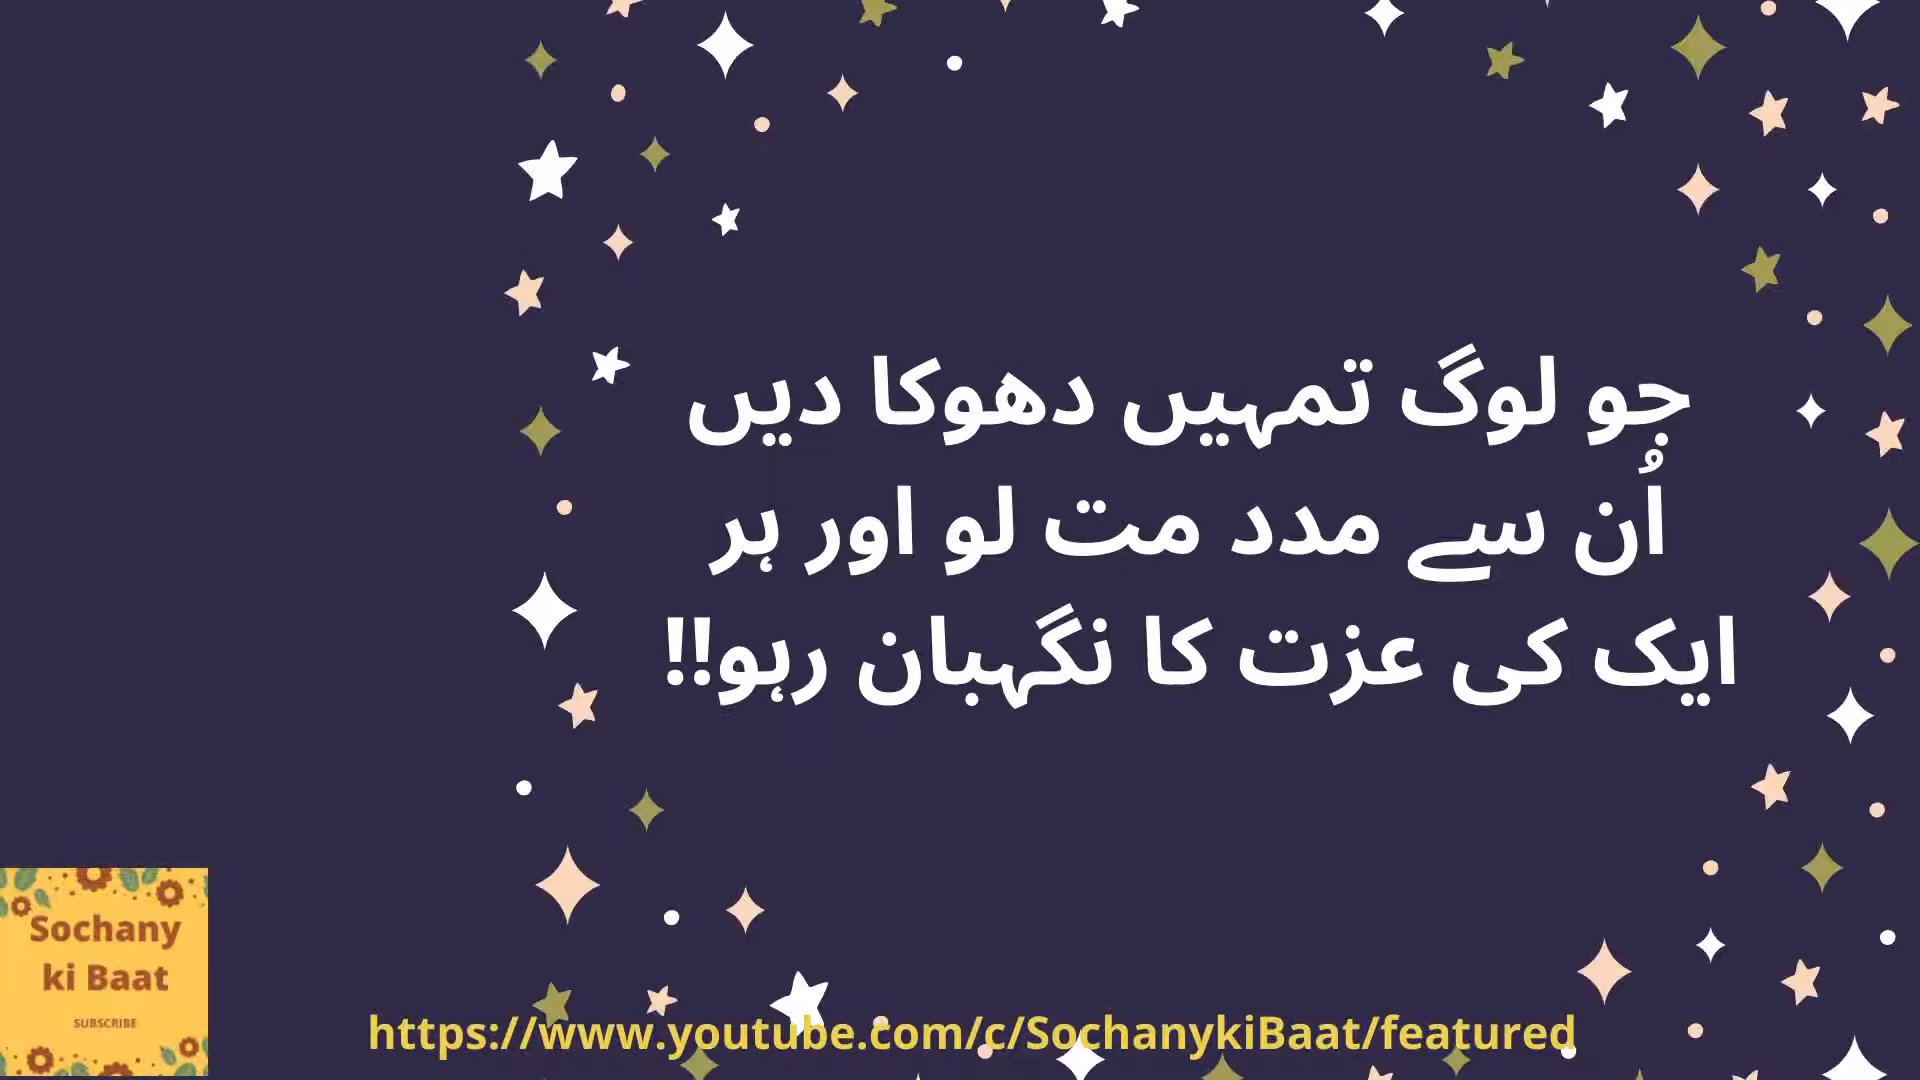 جو لوگ تمہیں دھوکا دیں
اُن سے مدد مت لو اور ہر
ایک کی عزت کا نگہبان رہو!!
Sochany
ki Baat
SUBSCRIBE
https://www.youtube.com/c/SochanykiBaat/featured